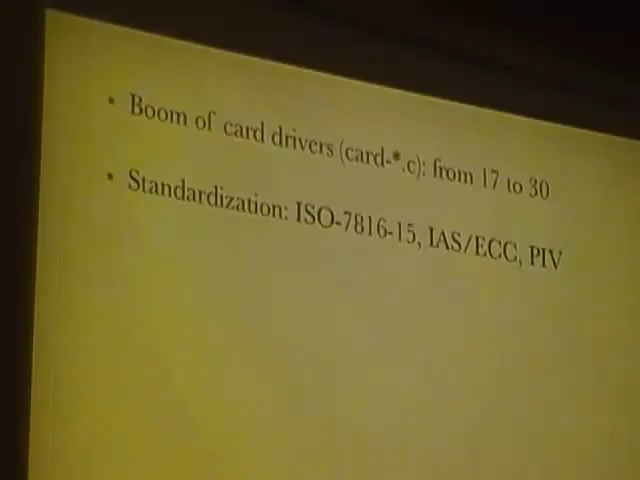 • Boom of card drivers (card-*.c): from 17 to 30
• Standardization: ISO-7816-15, IAS/ECC, PIV